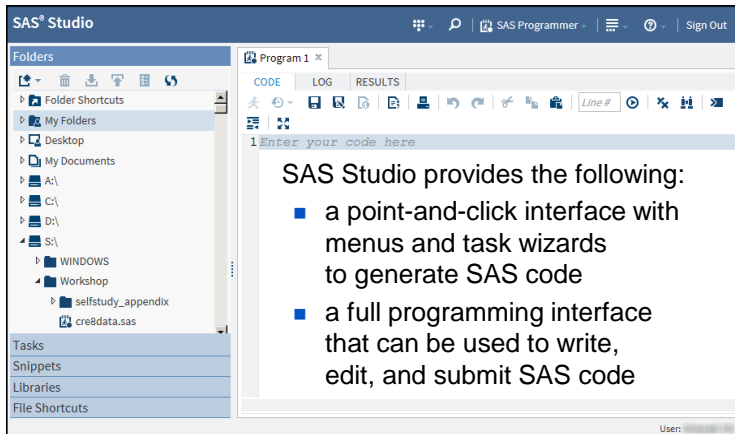 SAS® Studio
SAS Programmer
Sign Out
Folders
Folder Shortcuts
My Folders
Desktop
My Documents
A:\
C:\
D:\
S:\
WINDOWS
Workshop
selfstudy_appendix
cre8data.sas
Tasks
Snippets
Libraries
File Shortcuts
Program 1 ×
CODE LOG RESULTS
Line #
1 Enter your code here
SAS Studio provides the following:
a point-and-click interface with
menus and task wizards
to generate SAS code
a full programming interface
that can be used to write,
edit, and submit SAS code
User: